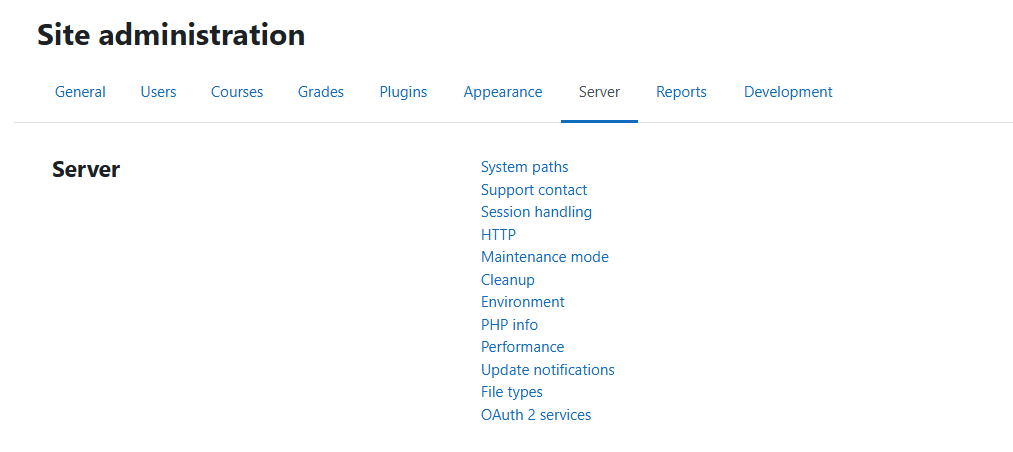 Site administration
General Users Courses Grades Plugins Appearance Server Reports Development
Server
System paths
Support contact
Session handling
HTTP
Maintenance mode
Cleanup
Environment
PHP info
Performance
Update notifications
File types
OAuth 2 services